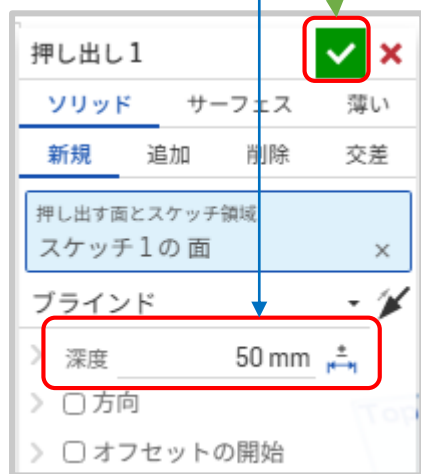 押し出し 1
ソリッド サーフェス 薄い
新規 追加 削除 交差
押し出す面とスケッチ領域
スケッチ 1 の 面
ブラインド
深度 50 mm
方向
オフセットの開始
Top